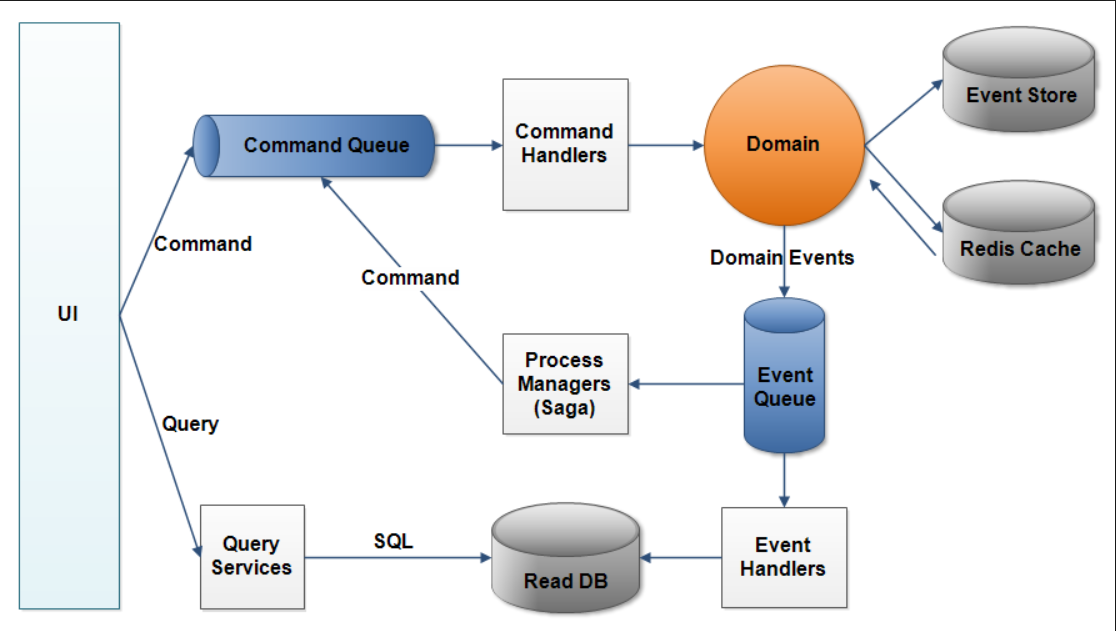 UI
Command
Query
Command Queue
Command
Handlers
Domain
Event Store
Redis Cache
Domain Events
Command
Process
Managers
(Saga)
Event
Queue
Query
Services
SQL
Read DB
Event
Handlers